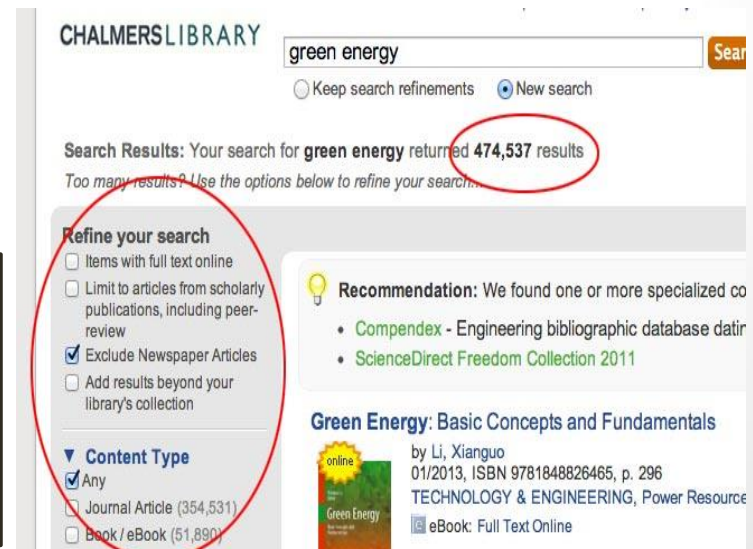 CHALMERSLIBRARY
green energy
Sear
Keep search refinements New search
Search Results: Your search for green energy returned 474,537 results
Too many results? Use the options below to refine your search...
Refine your search
Items with full text online
Limit to articles from scholarly
publications, including peer-
review
Exclude Newspaper Articles
Add results beyond your
library's collection
Content Type
Any
Journal Article (354,531)
Book / eBook (51,890)
Recommendation: We found one or more specialized co
• Compendex - Engineering bibliographic database datin
• ScienceDirect Freedom Collection 2011
Green Energy: Basic Concepts and Fundamentals
online
Green Energy
by Li, Xianguo
01/2013, ISBN 9781848826465, p. 296
TECHNOLOGY & ENGINEERING, Power Resource
eBook: Full Text Online